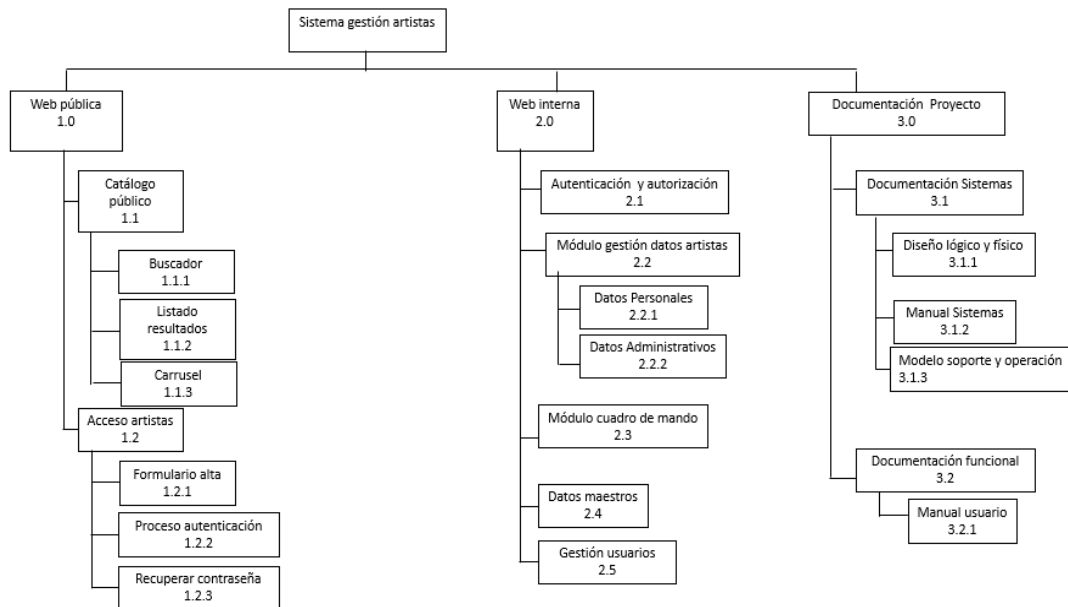 Sistema gestión artistas
Web pública
1.0
Catálogo
público
1.1
Buscador
1.1.1
Listado
resultados
1.1.2
Carrusel
1.1.3
Acceso artistas
1.2
Formulario alta
1.2.1
Proceso autenticación
1.2.2
Recuperar contraseña
1.2.3
Web interna
2.0
Autenticación y autorización
2.1
Módulo gestión datos artistas
2.2
Datos Personales
2.2.1
Datos Administrativos
2.2.2
Módulo cuadro de mando
2.3
Datos maestros
2.4
Gestión usuarios
2.5
Documentación Proyecto
3.0
Documentación Sistemas
3.1
Diseño lógico y físico
3.1.1
Manual Sistemas
3.1.2
Modelo soporte y operación
3.1.3
Documentación funcional
3.2
Manual usuario
3.2.1